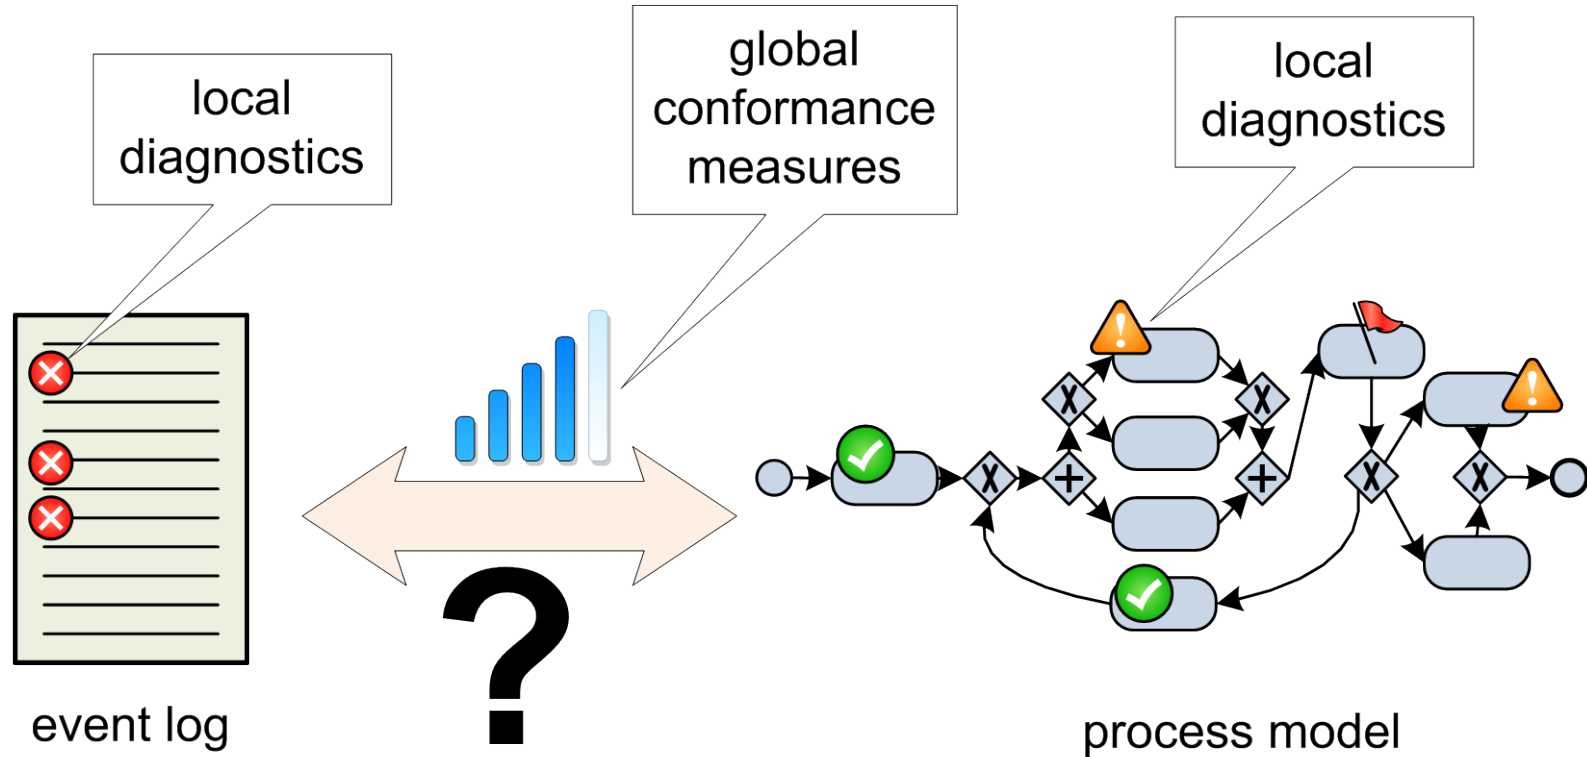 local
diagnostics
global
conformance
measures
local
diagnostics
?
event log
process model